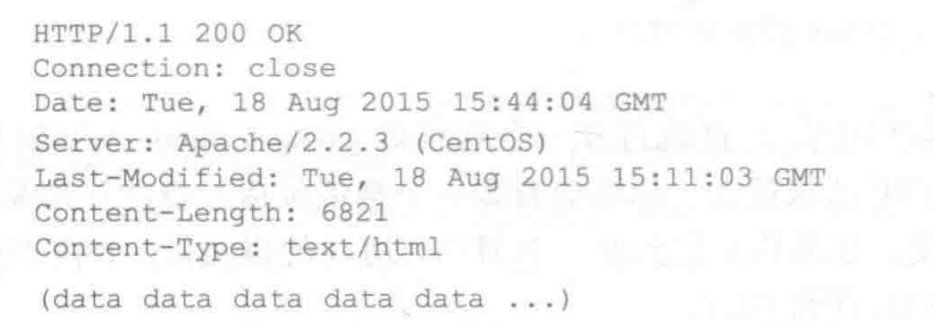 HTTP/1.1 200 OK
Connection: close
Date: Tue, 18 Aug 2015 15:44:04 GMT
Server: Apache/2.2.3 (CentOS)
Last-Modified: Tue, 18 Aug 2015 15:11:03 GMT
Content-Length: 6821
Content-Type: text/html
(data data data data data ...)